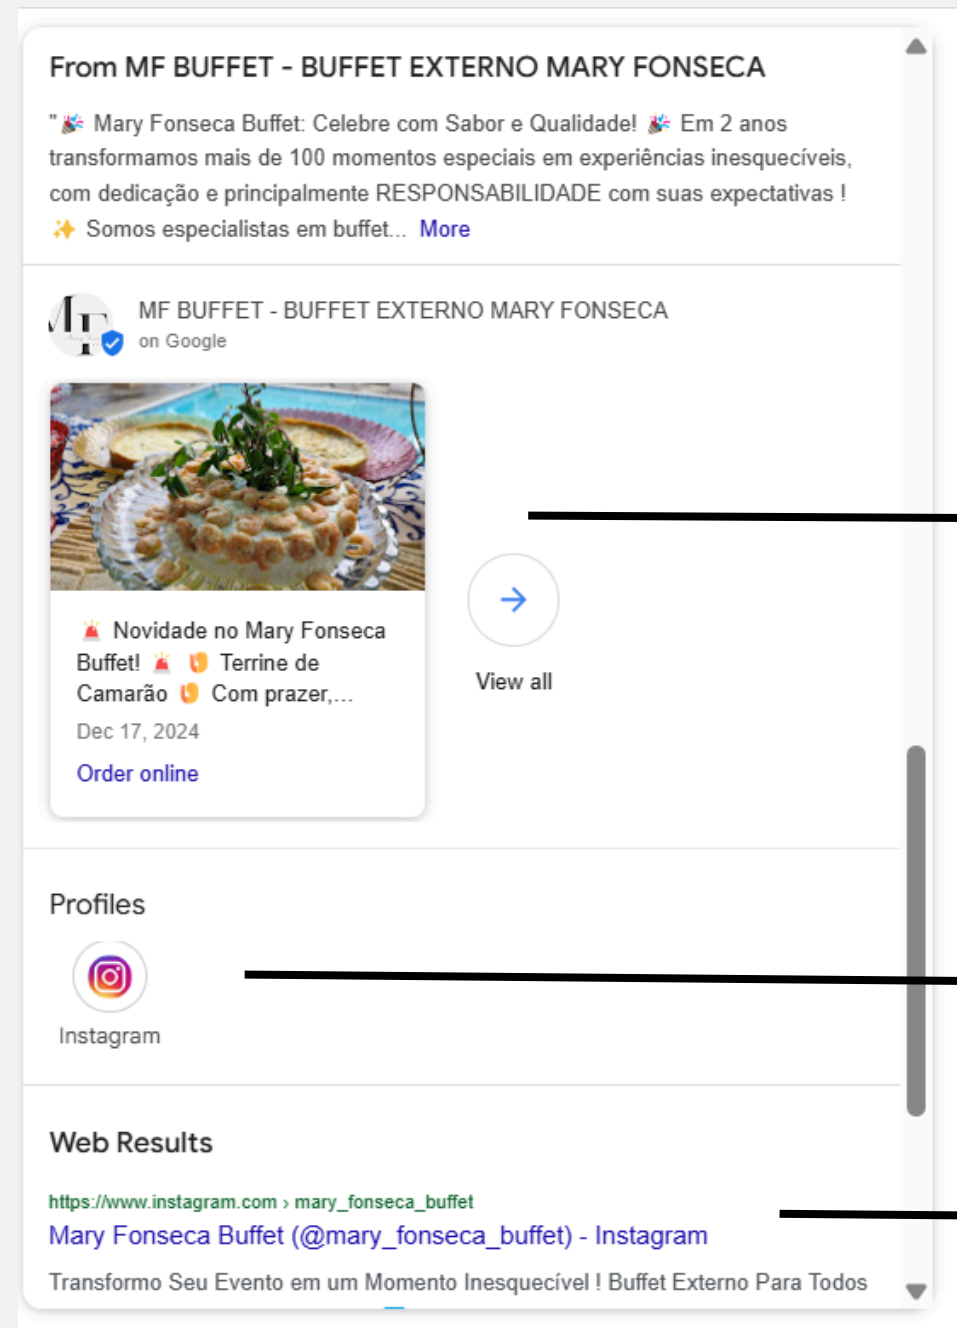 From MF BUFFET - BUFFET EXTERNO MARY FONSECA
"🎉 Mary Fonseca Buffet: Celebre com Sabor e Qualidade! 🎉 Em 2 anos
transformamos mais de 100 momentos especiais em experiências inesquecíveis,
com dedicação e principalmente RESPONSABILIDADE com suas expectativas !
✨ Somos especialistas em buffet... More
MF BUFFET - BUFFET EXTERNO MARY FONSECA
on Google
🚨 Novidade no Mary Fonseca
Buffet! 🚨 🍤 Terrine de
Camarão 🍤 Com prazer,...
Dec 17, 2024
Order online
View all
Profiles
Instagram
Web Results
https://www.instagram.com › mary_fonseca_buffet
Mary Fonseca Buffet (@mary_fonseca_buffet) - Instagram
Transformo Seu Evento em um Momento Inesquecível ! Buffet Externo Para Todos